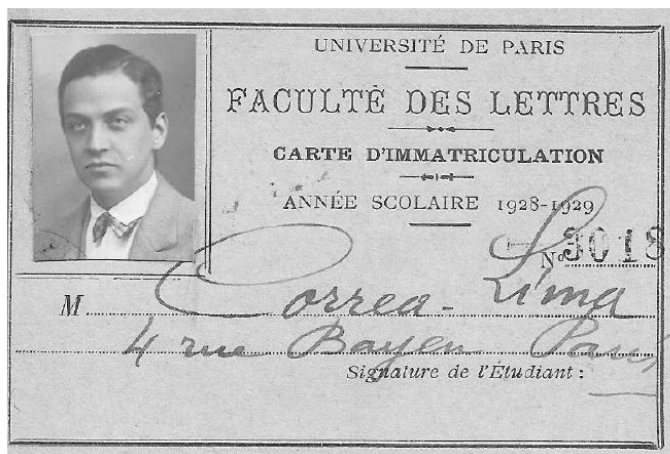 UNIVERSITÉ DE PARIS
FACULTÉ DES LETTRES
CARTE D'IMMATRICULATION
ANNÉE SCOLAIRE 1928-1929
Nº 3018
M Correa-Lima
4 rue Bayen Paris
Signature de l'Étudiant :